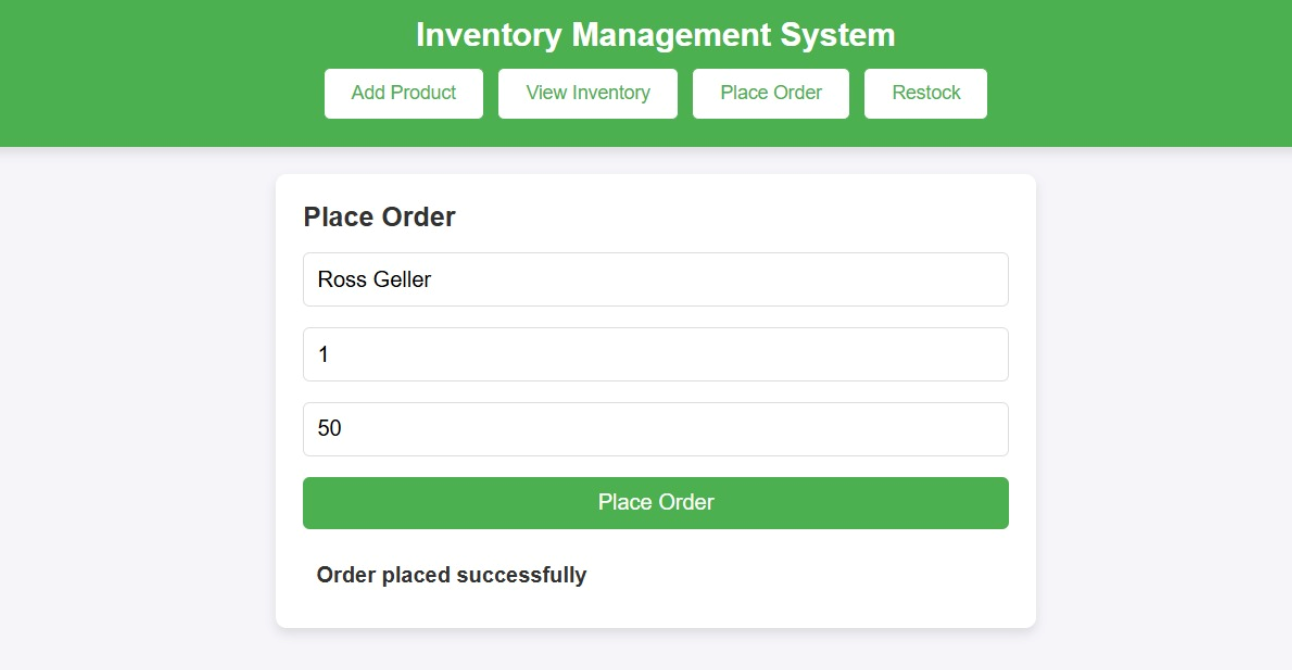 Inventory Management System
Add Product View Inventory Place Order Restock
Place Order
Ross Geller
1
50
Place Order
Order placed successfully